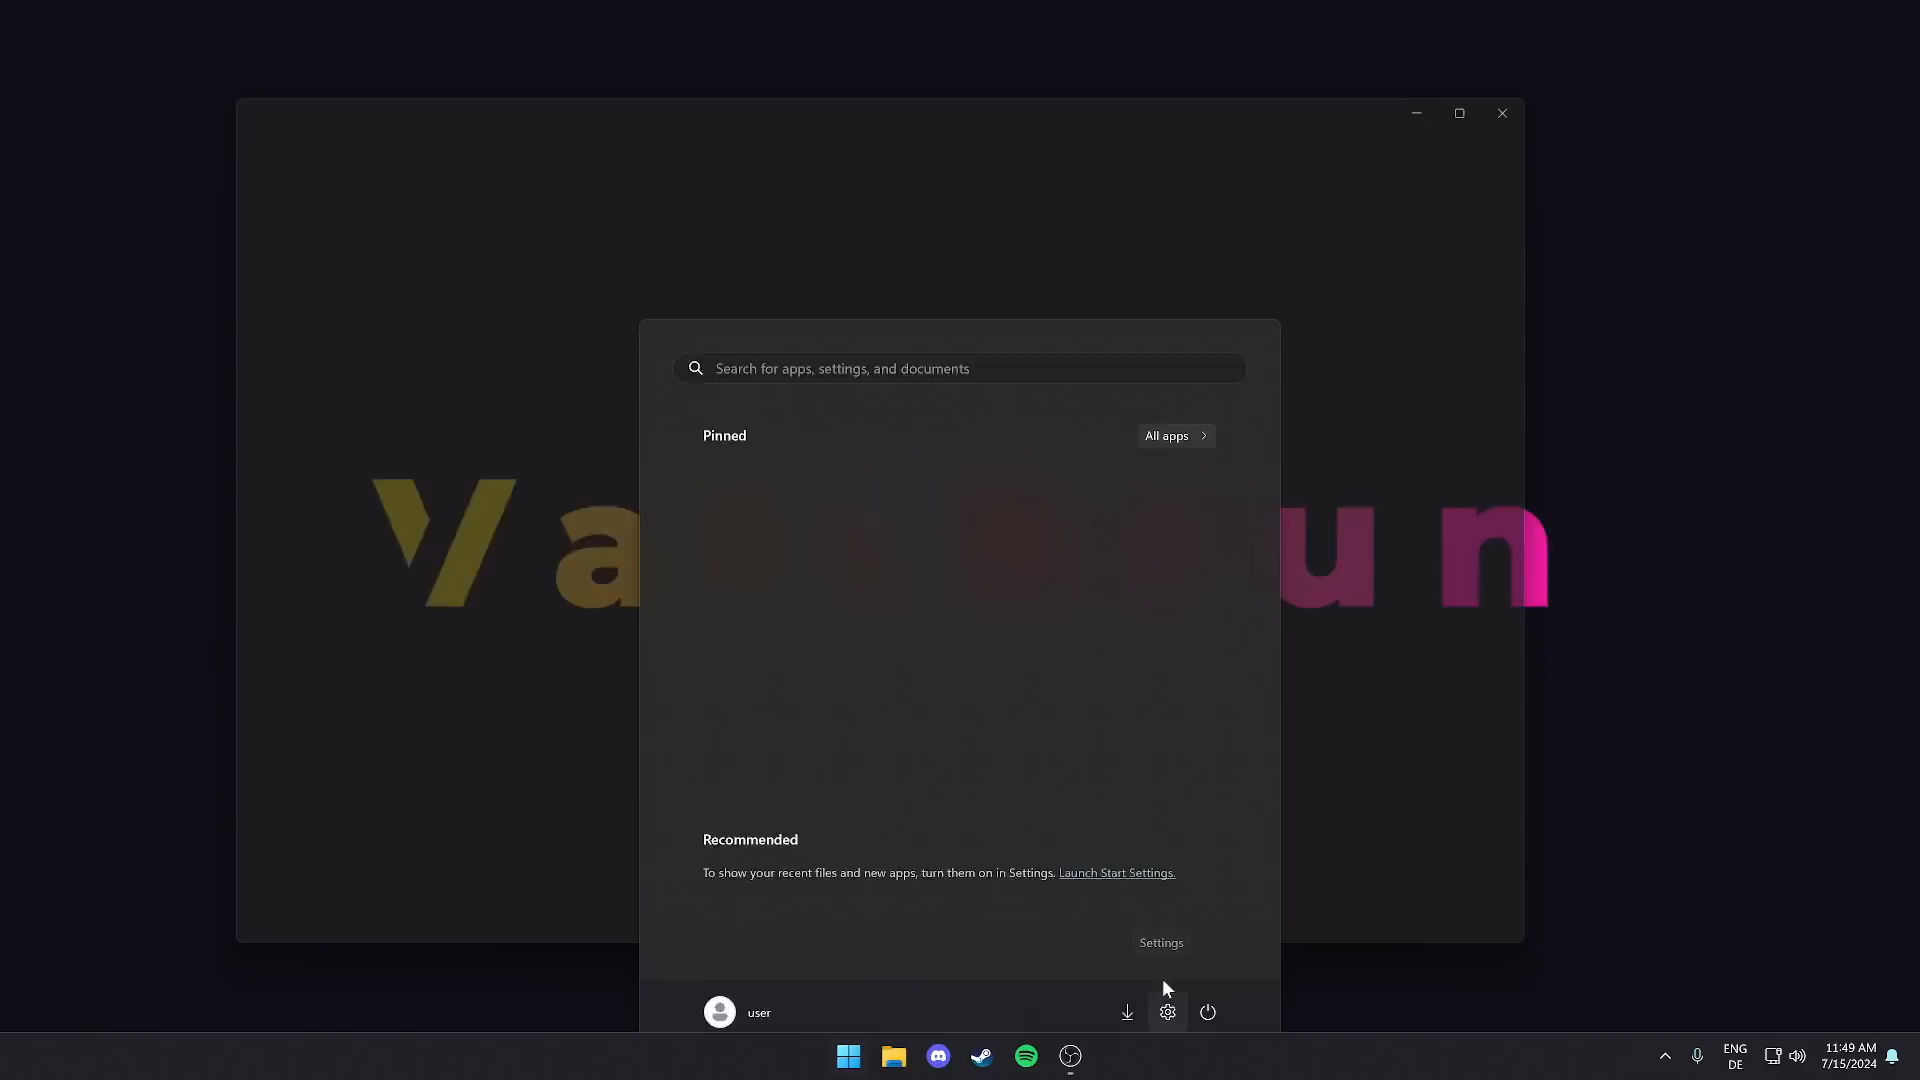 Search for apps, settings, and documents
Pinned
All apps
Va u n
Recommended
To show your recent files and new apps, turn them on in Settings. Launch Start Settings.
Settings
user
ENG
DE
11:49 AM
7/15/2024